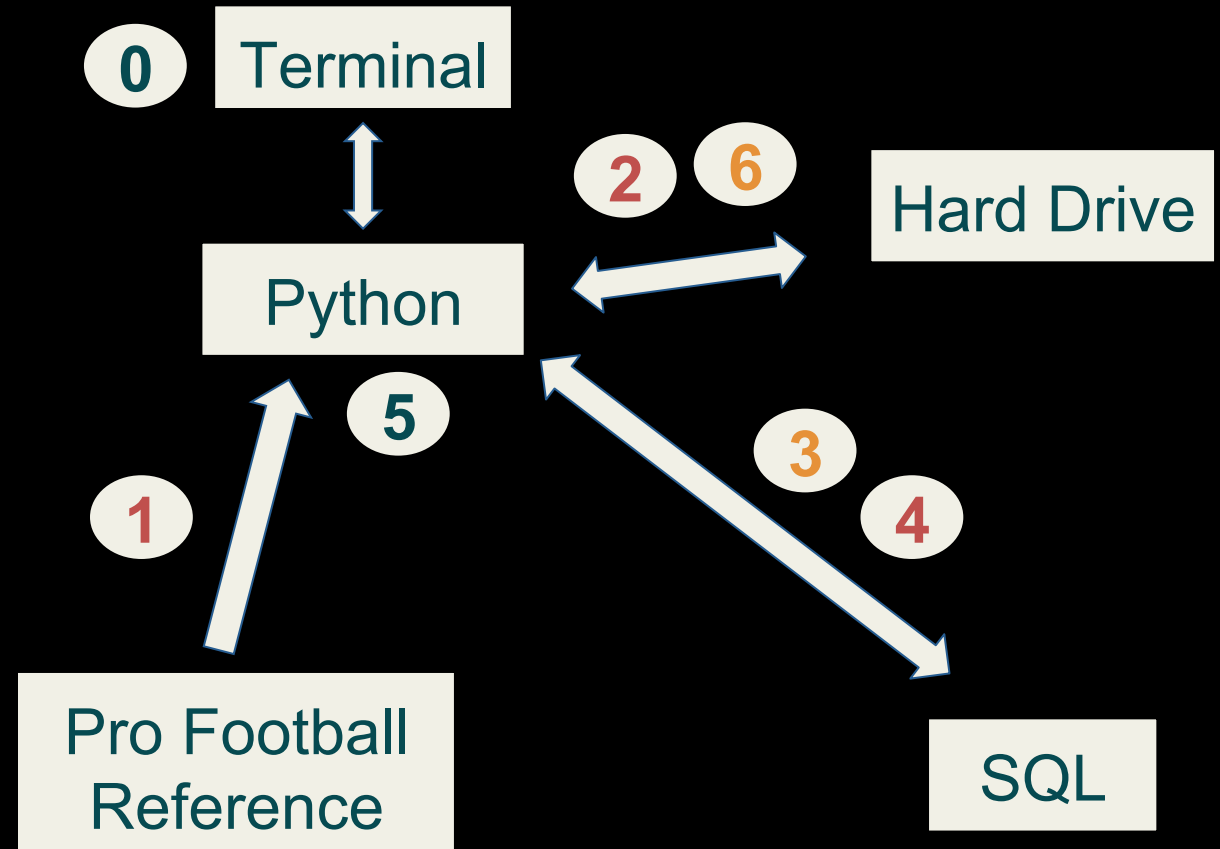 0
Terminal
2
6
Hard Drive
Python
5
3
1
4
Pro Football
Reference
SQL